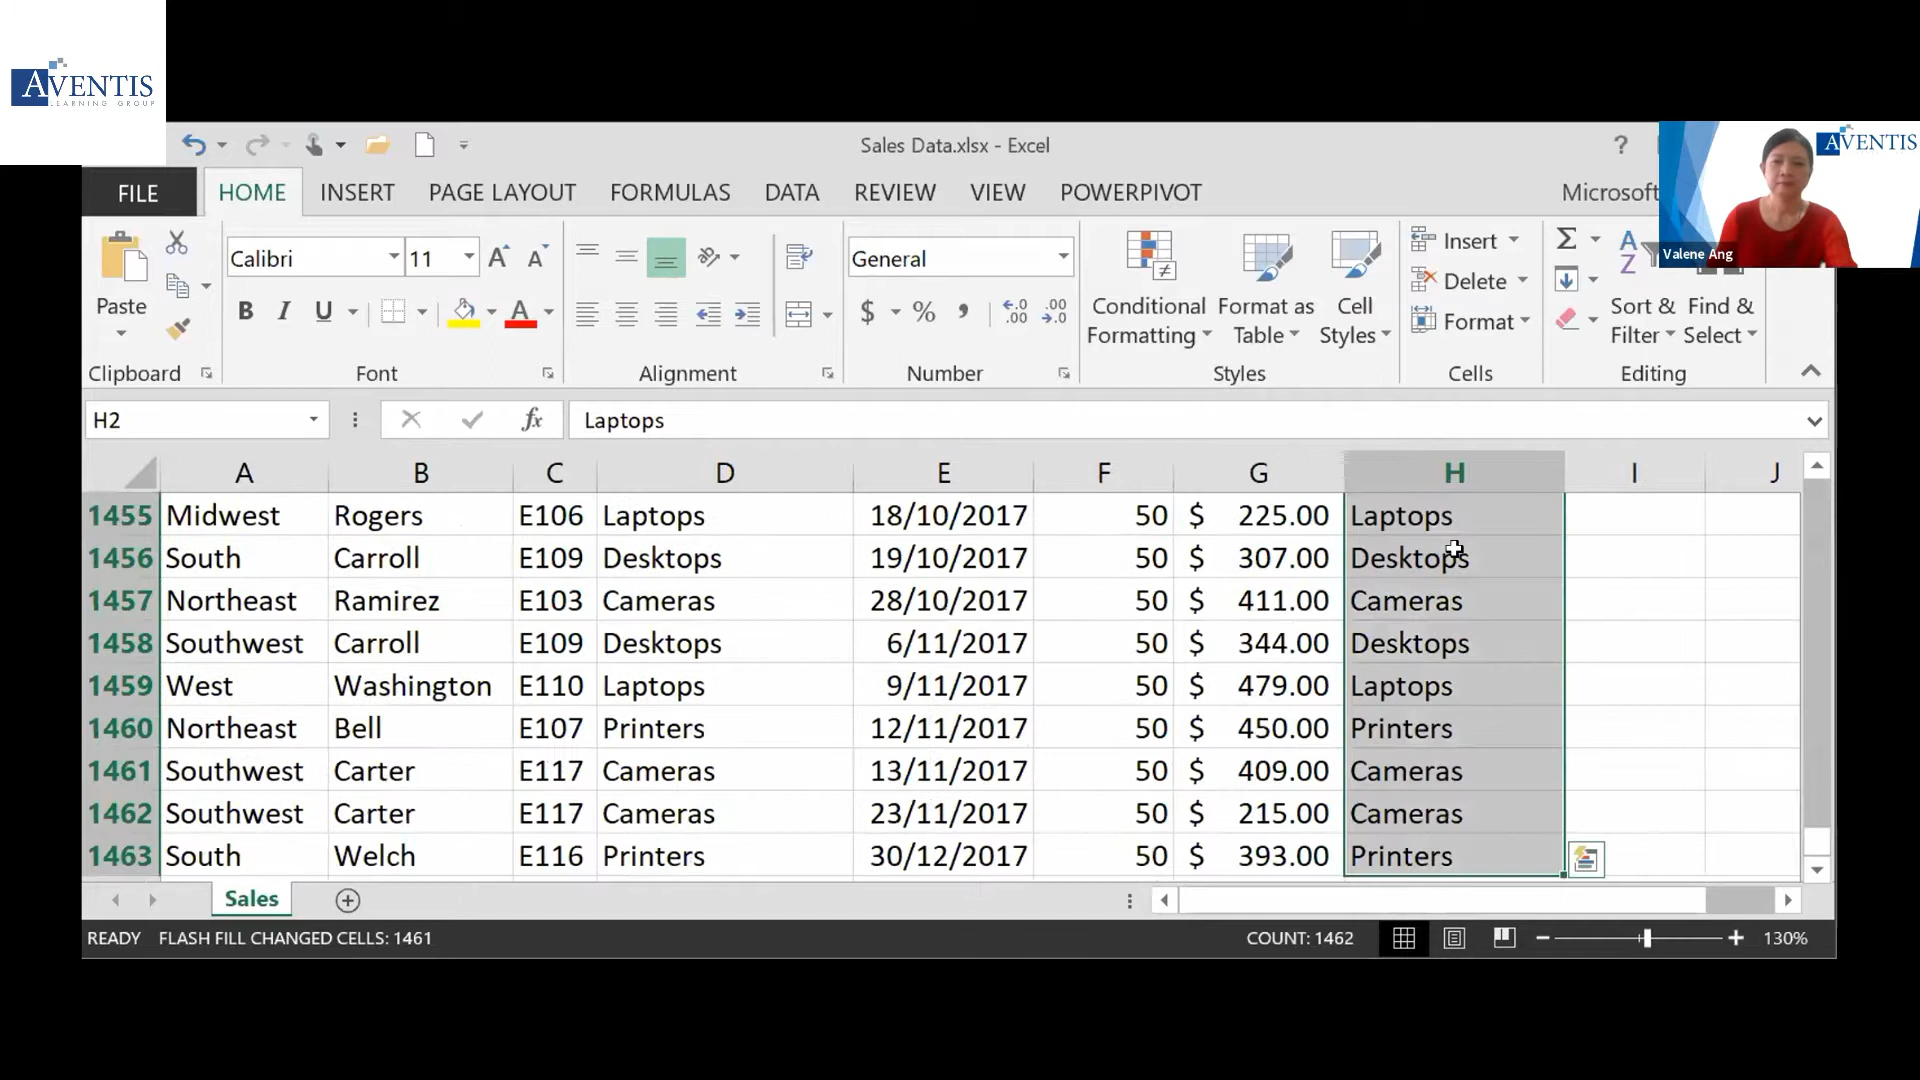 AVENTIS
LEARNING GROUP
Sales Data.xlsx - Excel
?
AVENTIS
Valene Ang
FILE HOME INSERT PAGE LAYOUT FORMULAS DATA REVIEW VIEW POWERPIVOT Microsoft
Paste
Clipboard
Calibri 11 A A
B I U A
Font
Alignment
General
$ % , .00 .00
Number
Conditional Formatting
Format as Table
Cell Styles
Styles
Insert
Delete
Format
Cells
Σ
Sort & Filter
Find & Select
Editing
H2 fx Laptops
A B C D E F G H I J
1455 Midwest Rogers E106 Laptops 18/10/2017 50 $ 225.00 Laptops
1456 South Carroll E109 Desktops 19/10/2017 50 $ 307.00 Desktops
1457 Northeast Ramirez E103 Cameras 28/10/2017 50 $ 411.00 Cameras
1458 Southwest Carroll E109 Desktops 6/11/2017 50 $ 344.00 Desktops
1459 West Washington E110 Laptops 9/11/2017 50 $ 479.00 Laptops
1460 Northeast Bell E107 Printers 12/11/2017 50 $ 450.00 Printers
1461 Southwest Carter E117 Cameras 13/11/2017 50 $ 409.00 Cameras
1462 Southwest Carter E117 Cameras 23/11/2017 50 $ 215.00 Cameras
1463 South Welch E116 Printers 30/12/2017 50 $ 393.00 Printers
Sales
READY FLASH FILL CHANGED CELLS: 1461 COUNT: 1462 130%